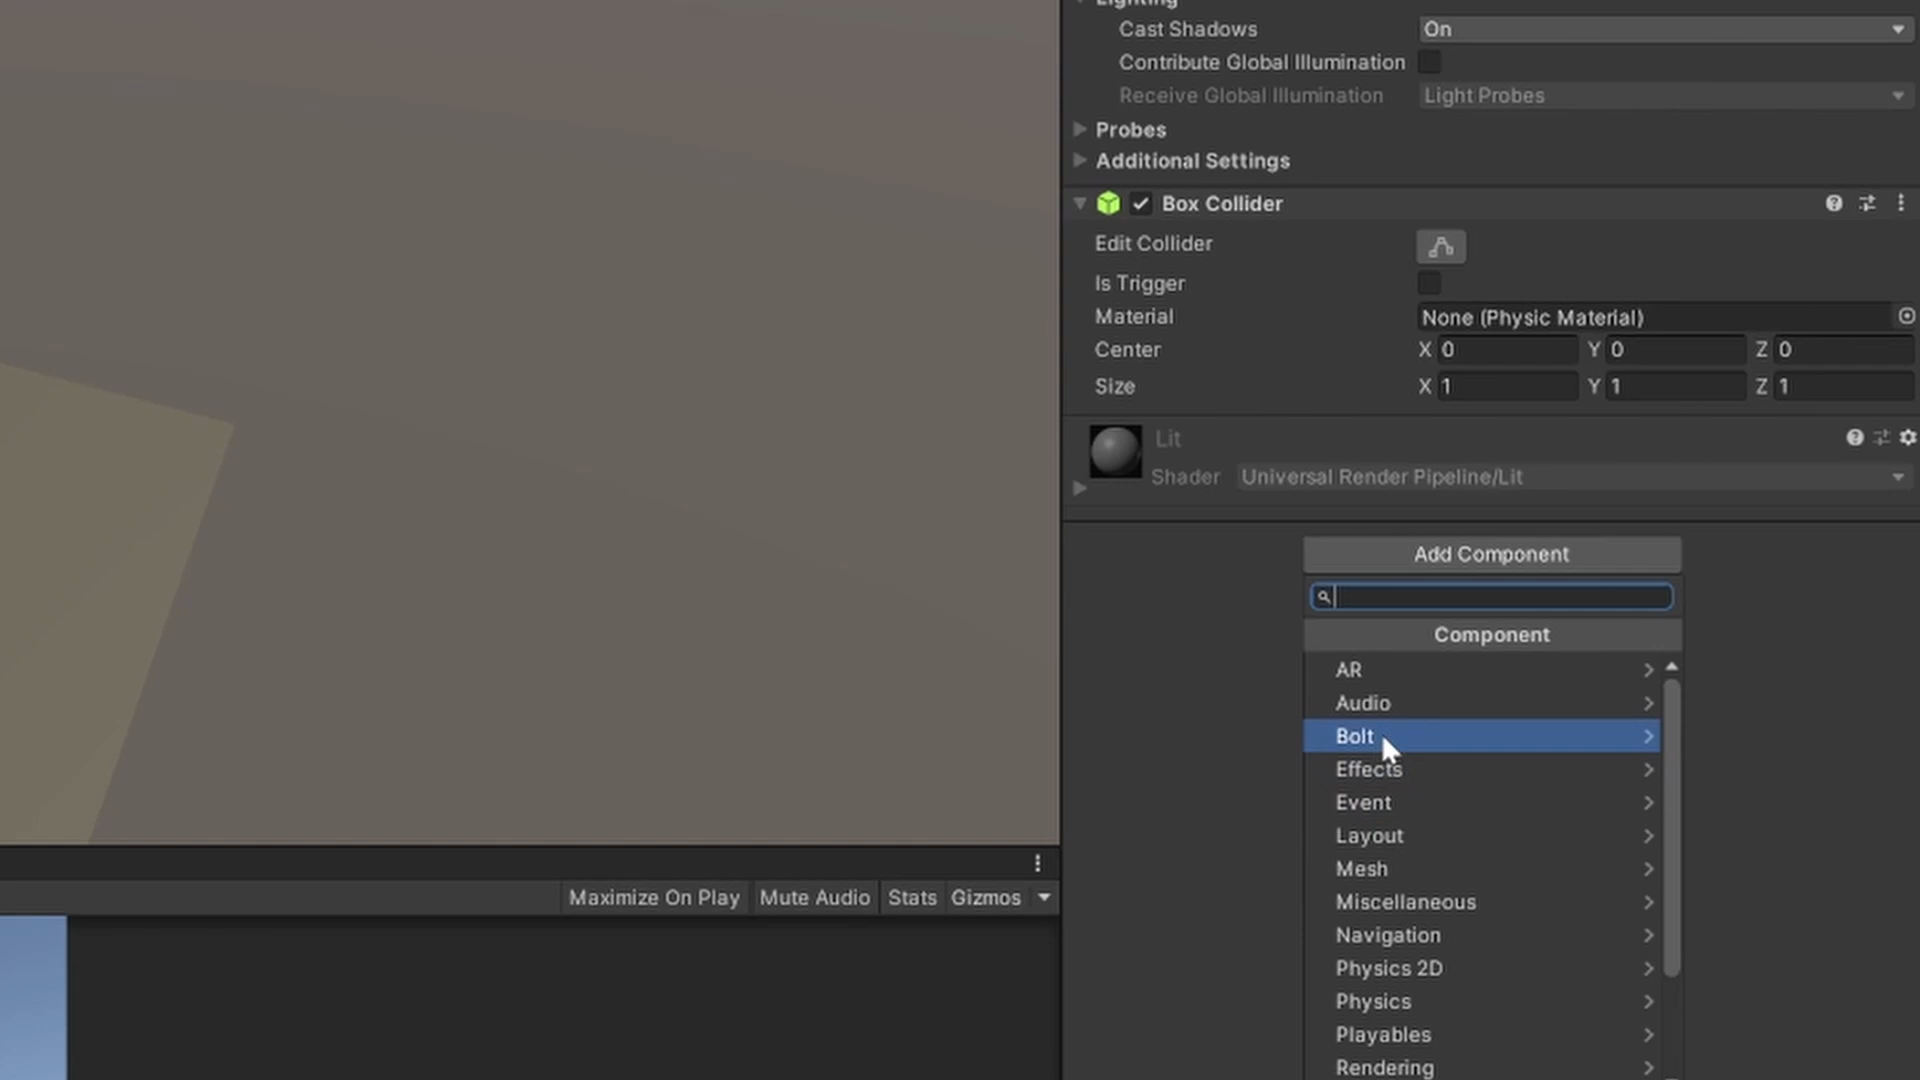 Lighting
Cast Shadows On
Contribute Global Illumination
Receive Global Illumination Light Probes
Probes
Additional Settings
Box Collider
Edit Collider
Is Trigger
Material None (Physic Material)
Center X 0 Y 0 Z 0
Size X 1 Y 1 Z 1
Lit
Shader Universal Render Pipeline/Lit
Add Component
Component
AR
Audio
Bolt
Effects
Event
Layout
Mesh
Miscellaneous
Navigation
Physics 2D
Physics
Playables
Rendering
Maximize On Play Mute Audio Stats Gizmos